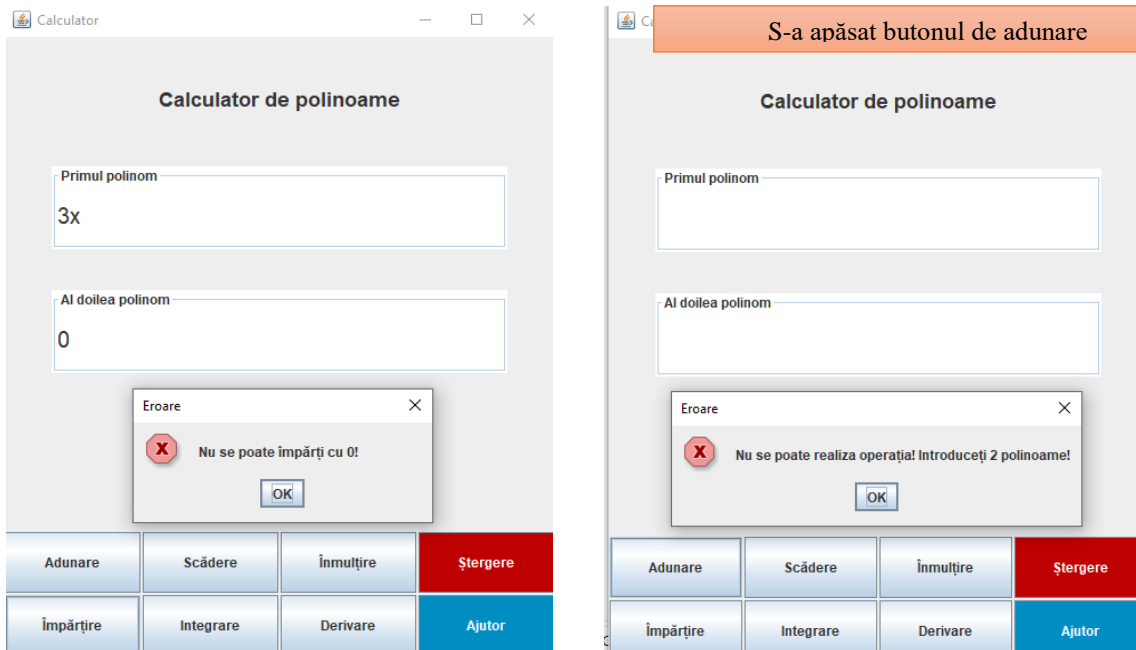 Calculator
Calculator de polinoame
Primul polinom
3x
Al doilea polinom
0
Eroare
Nu se poate împărți cu 0!
OK
Adunare Scădere Înmulțire Ștergere
Împărțire Integrare Derivare Ajutor
S-a apăsat butonul de adunare
Calculator de polinoame
Primul polinom
Al doilea polinom
Eroare
Nu se poate realiza operația! Introduceți 2 polinoame!
OK
Adunare Scădere Înmulțire Ștergere
Împărțire Integrare Derivare Ajutor